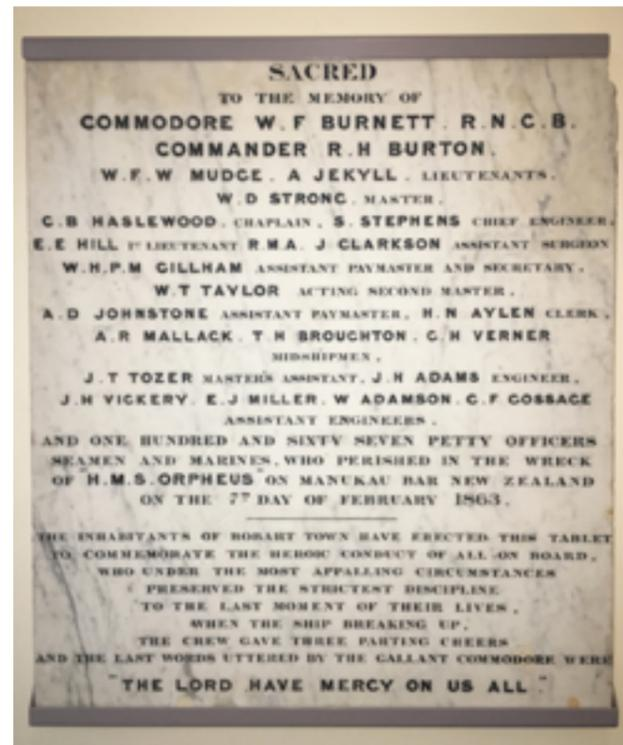 SACRED
TO THE MEMORY OF
COMMODORE W. F BURNETT. R.N.C.B.
COMMANDER R.H BURTON.
W.F.W MUDGE. A JEKYLL. LIEUTENANTS.
W.D STRONG. MASTER.
C.B HASLEWOOD. CHAPLAIN. S. STEPHENS CHIEF ENGINEER.
E.E HILL 1ST LIEUTENANT R.M.A. J CLARKSON ASSISTANT SURGEON
W.H.P.M GILLHAM ASSISTANT PAYMASTER AND SECRETARY.
W.T TAYLOR ACTING SECOND MASTER.
A.D JOHNSTONE ASSISTANT PAYMASTER. H.N AYLEN CLERK.
A.R MALLACK. T.H BROUGHTON. C.H VERNER
MIDSHIPMEN.
J.T TOZER MASTER'S ASSISTANT. J.H ADAMS ENGINEER.
J.H VICKERY. E.J MILLER. W ADAMSON. C.F GOSSAGE
ASSISTANT ENGINEERS.
AND ONE HUNDRED AND SIXTY SEVEN PETTY OFFICERS
SEAMEN AND MARINES, WHO PERISHED IN THE WRECK
OF "H.M.S. ORPHEUS" ON MANUKAU BAR NEW ZEALAND
ON THE 7TH DAY OF FEBRUARY 1863.
THE INHABITANTS OF HOBART TOWN HAVE ERECTED THIS TABLET
TO COMMEMORATE THE HEROIC CONDUCT OF ALL ON BOARD,
WHO UNDER THE MOST APPALLING CIRCUMSTANCES
PRESERVED THE STRICTEST DISCIPLINE
TO THE LAST MOMENT OF THEIR LIVES,
WHEN THE SHIP BREAKING UP,
THE CREW GAVE THREE PARTING CHEERS
AND THE LAST WORDS UTTERED BY THE GALLANT COMMODORE WERE
"THE LORD HAVE MERCY ON US ALL"